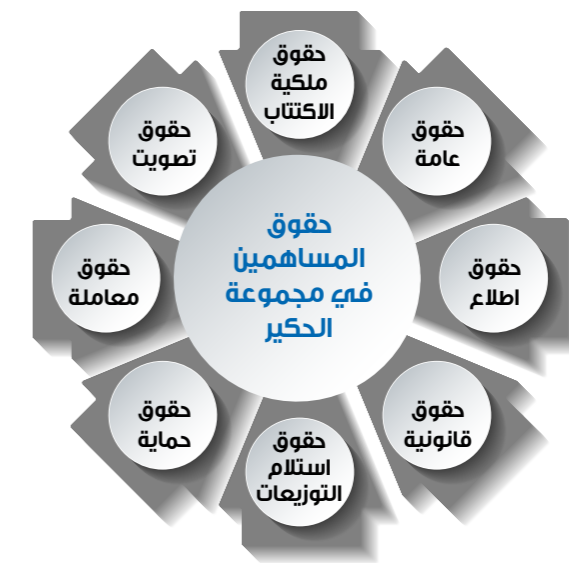 حقوق
ملكية
الاكتتاب
حقوق
عامة
حقوق
اطلاع
حقوق
قانونية
حقوق
استلام
التوزيعات
حقوق
حماية
حقوق
معاملة
حقوق
تصويت
حقوق
المساهمين
في مجموعة
الحكير